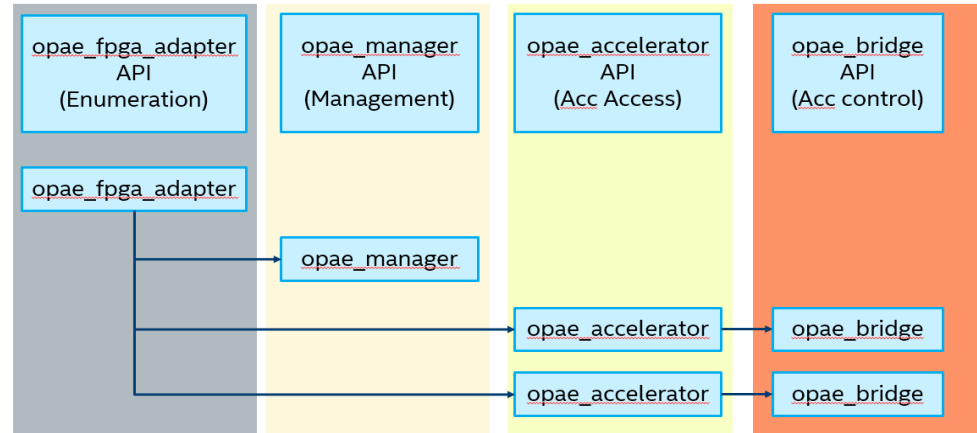 opae_fpga_adapter
API
(Enumeration)
opae_manager
API
(Management)
opae_accelerator
API
(Acc Access)
opae_bridge
API
(Acc control)
opae_fpga_adapter
opae_manager
opae_accelerator
opae_bridge
opae_accelerator
opae_bridge